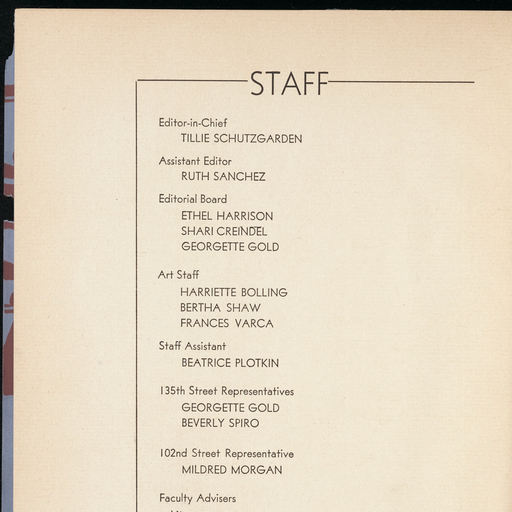 STAFF
Editor-in-Chief
TILLIE SCHUTZGARDEN
Assistant Editor
RUTH SANCHEZ
Editorial Board
ETHEL HARRISON
SHARI CREINDEL
GEORGETTE GOLD
Art Staff
HARRIETTE BOLLING
BERTHA SHAW
FRANCES VARCA
Staff Assistant
BEATRICE PLOTKIN
135th Street Representatives
GEORGETTE GOLD
BEVERLY SPIRO
102nd Street Representative
MILDRED MORGAN
Faculty Advisers